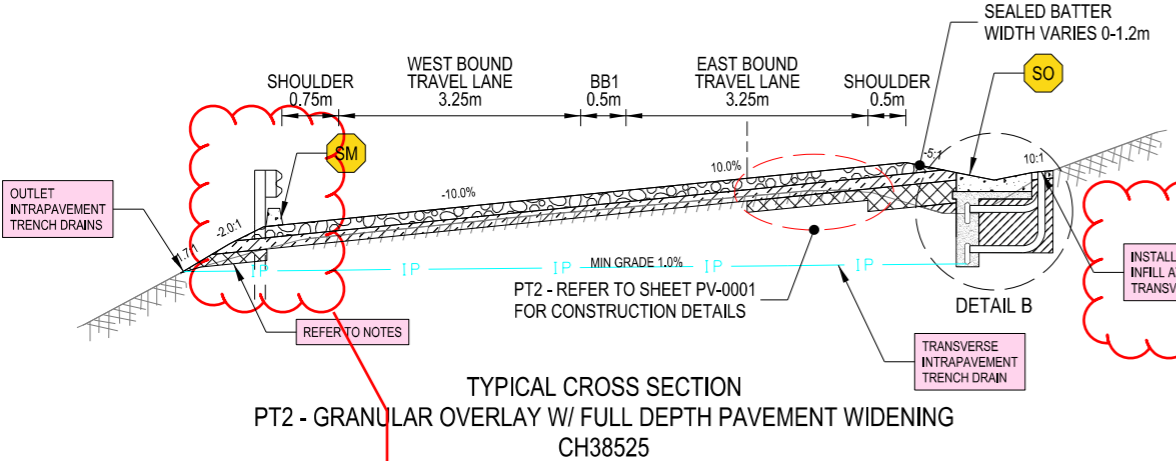 SEALED BATTER
WIDTH VARIES 0-1.2m
SO
SHOULDER
0.75m
WEST BOUND
TRAVEL LANE
3.25m
BB1
0.5m
EAST BOUND
TRAVEL LANE
3.25m
SHOULDER
0.5m
SM
-5:1
10:1
10.0%
-10.0%
OUTLET
INTRAPAVEMENT
TRENCH DRAINS
-2.0:1
1.7:1
IP
IP
IP
MIN GRADE 1.0%
IP
IP
PT2 - REFER TO SHEET PV-0001
FOR CONSTRUCTION DETAILS
DETAIL B
REFER TO NOTES
TRANSVERSE
INTRAPAVEMENT
TRENCH DRAIN
TYPICAL CROSS SECTION
PT2 - GRANULAR OVERLAY W/ FULL DEPTH PAVEMENT WIDENING
CH38525
INSTALL
INFILL